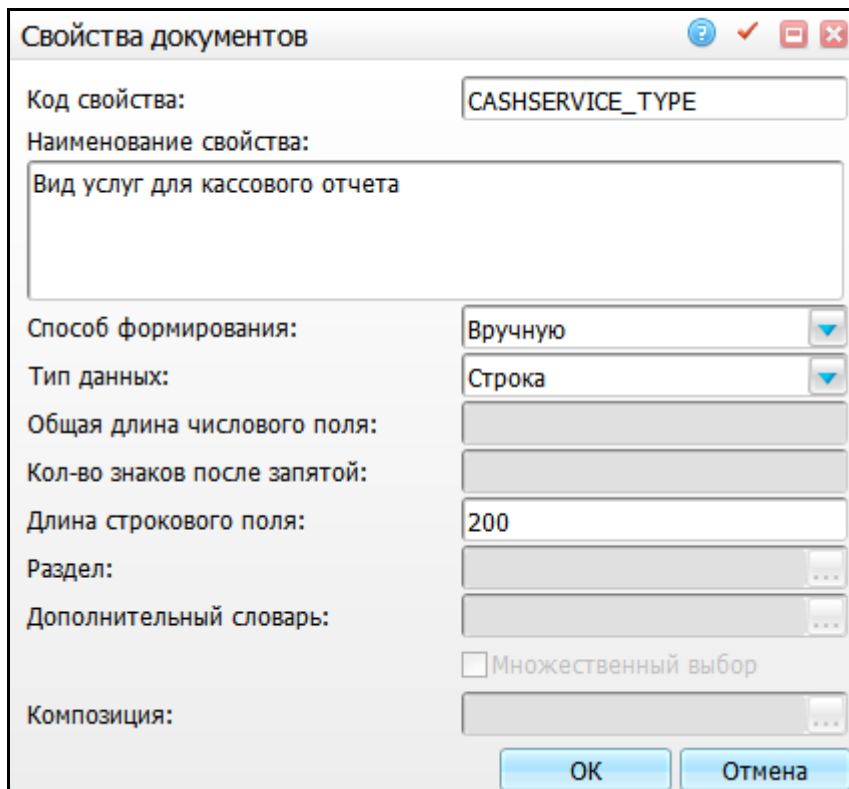 Свойства документов
Код свойства: CASHSERVICE_TYPE
Наименование свойства:
Вид услуг для кассового отчета
Способ формирования: Вручную
Тип данных: Строка
Общая длина числового поля:
Кол-во знаков после запятой:
Длина строкового поля: 200
Раздел: ...
Дополнительный словарь: ...
Множественный выбор
Композиция: ...
ОК Отмена